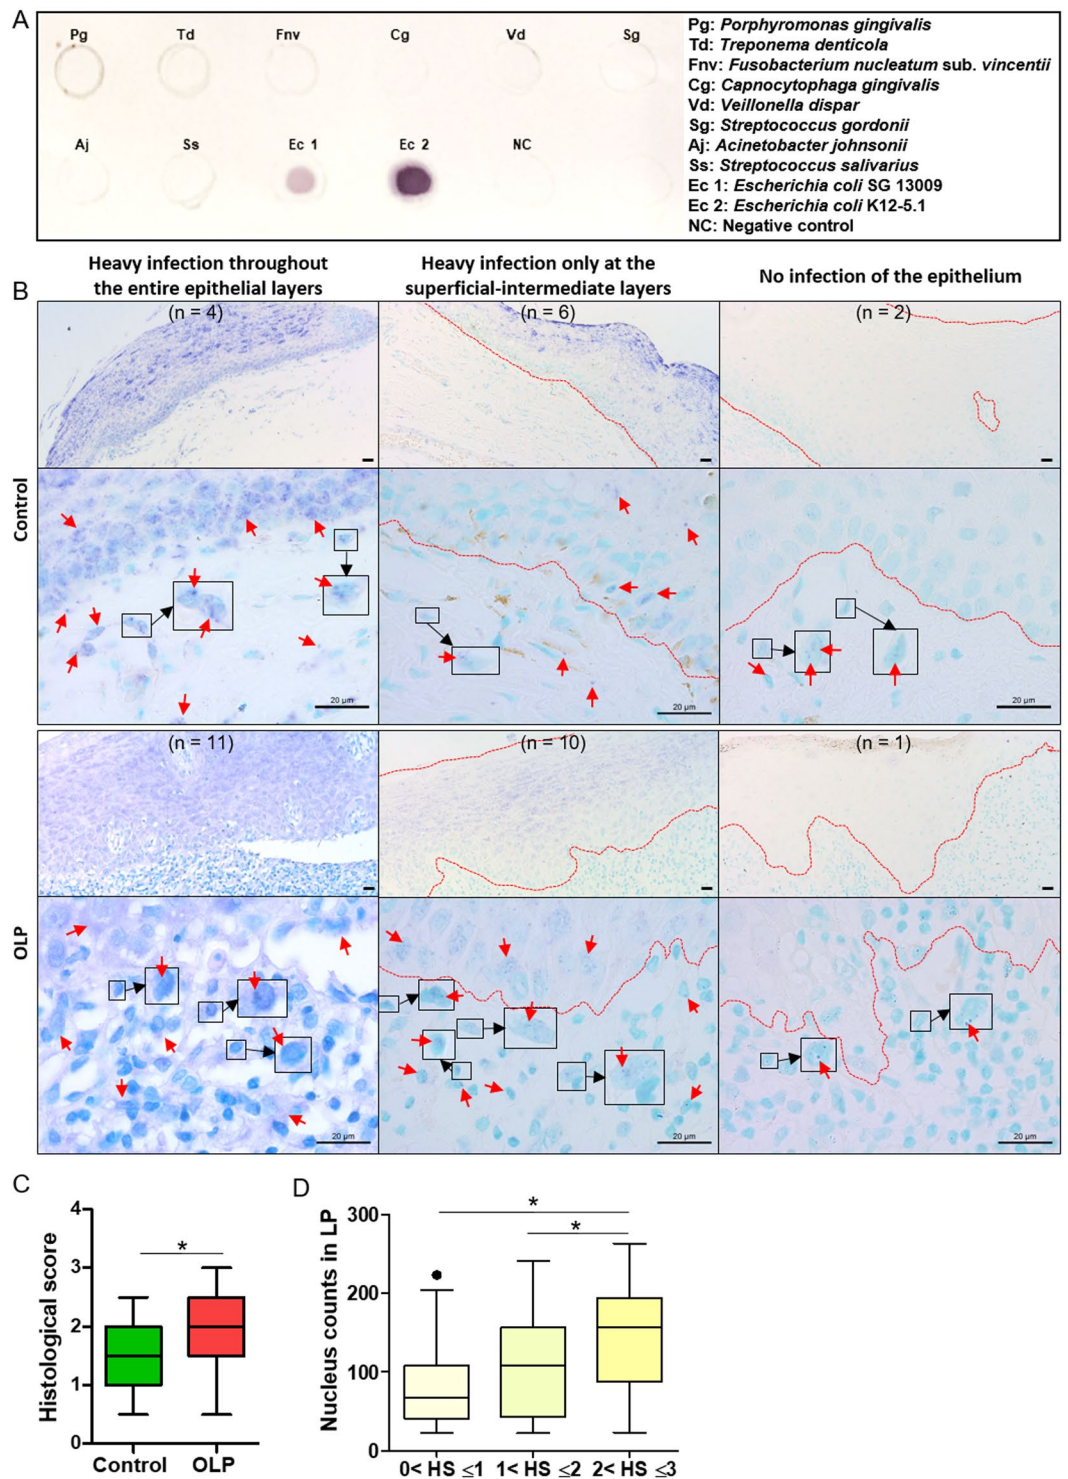 A
Pg Td Fnv Cg Vd Sg
Aj Ss Ec 1 Ec 2 NC
Pg: Porphyromonas gingivalis
Td: Treponema denticola
Fnv: Fusobacterium nucleatum sub. vincentii
Cg: Capnocytophaga gingivalis
Vd: Veillonella dispar
Sg: Streptococcus gordonii
Aj: Acinetobacter johnsonii
Ss: Streptococcus salivarius
Ec 1: Escherichia coli SG 13009
Ec 2: Escherichia coli K12-5.1
NC: Negative control
B
Heavy infection throughout
the entire epithelial layers
Heavy infection only at the
superficial-intermediate layers
No infection of the epithelium
Control
(n = 4) (n = 6) (n = 2)
20 µm 20 µm 20 µm
OLP
(n = 11) (n = 10) (n = 1)
20 µm 20 µm 20 µm
C
Histological score
4
3
2
1
0
*
Control OLP
D
Nucleus counts in LP
300
200
100
0
*
*
0< HS ≤1 1< HS ≤2 2< HS ≤3